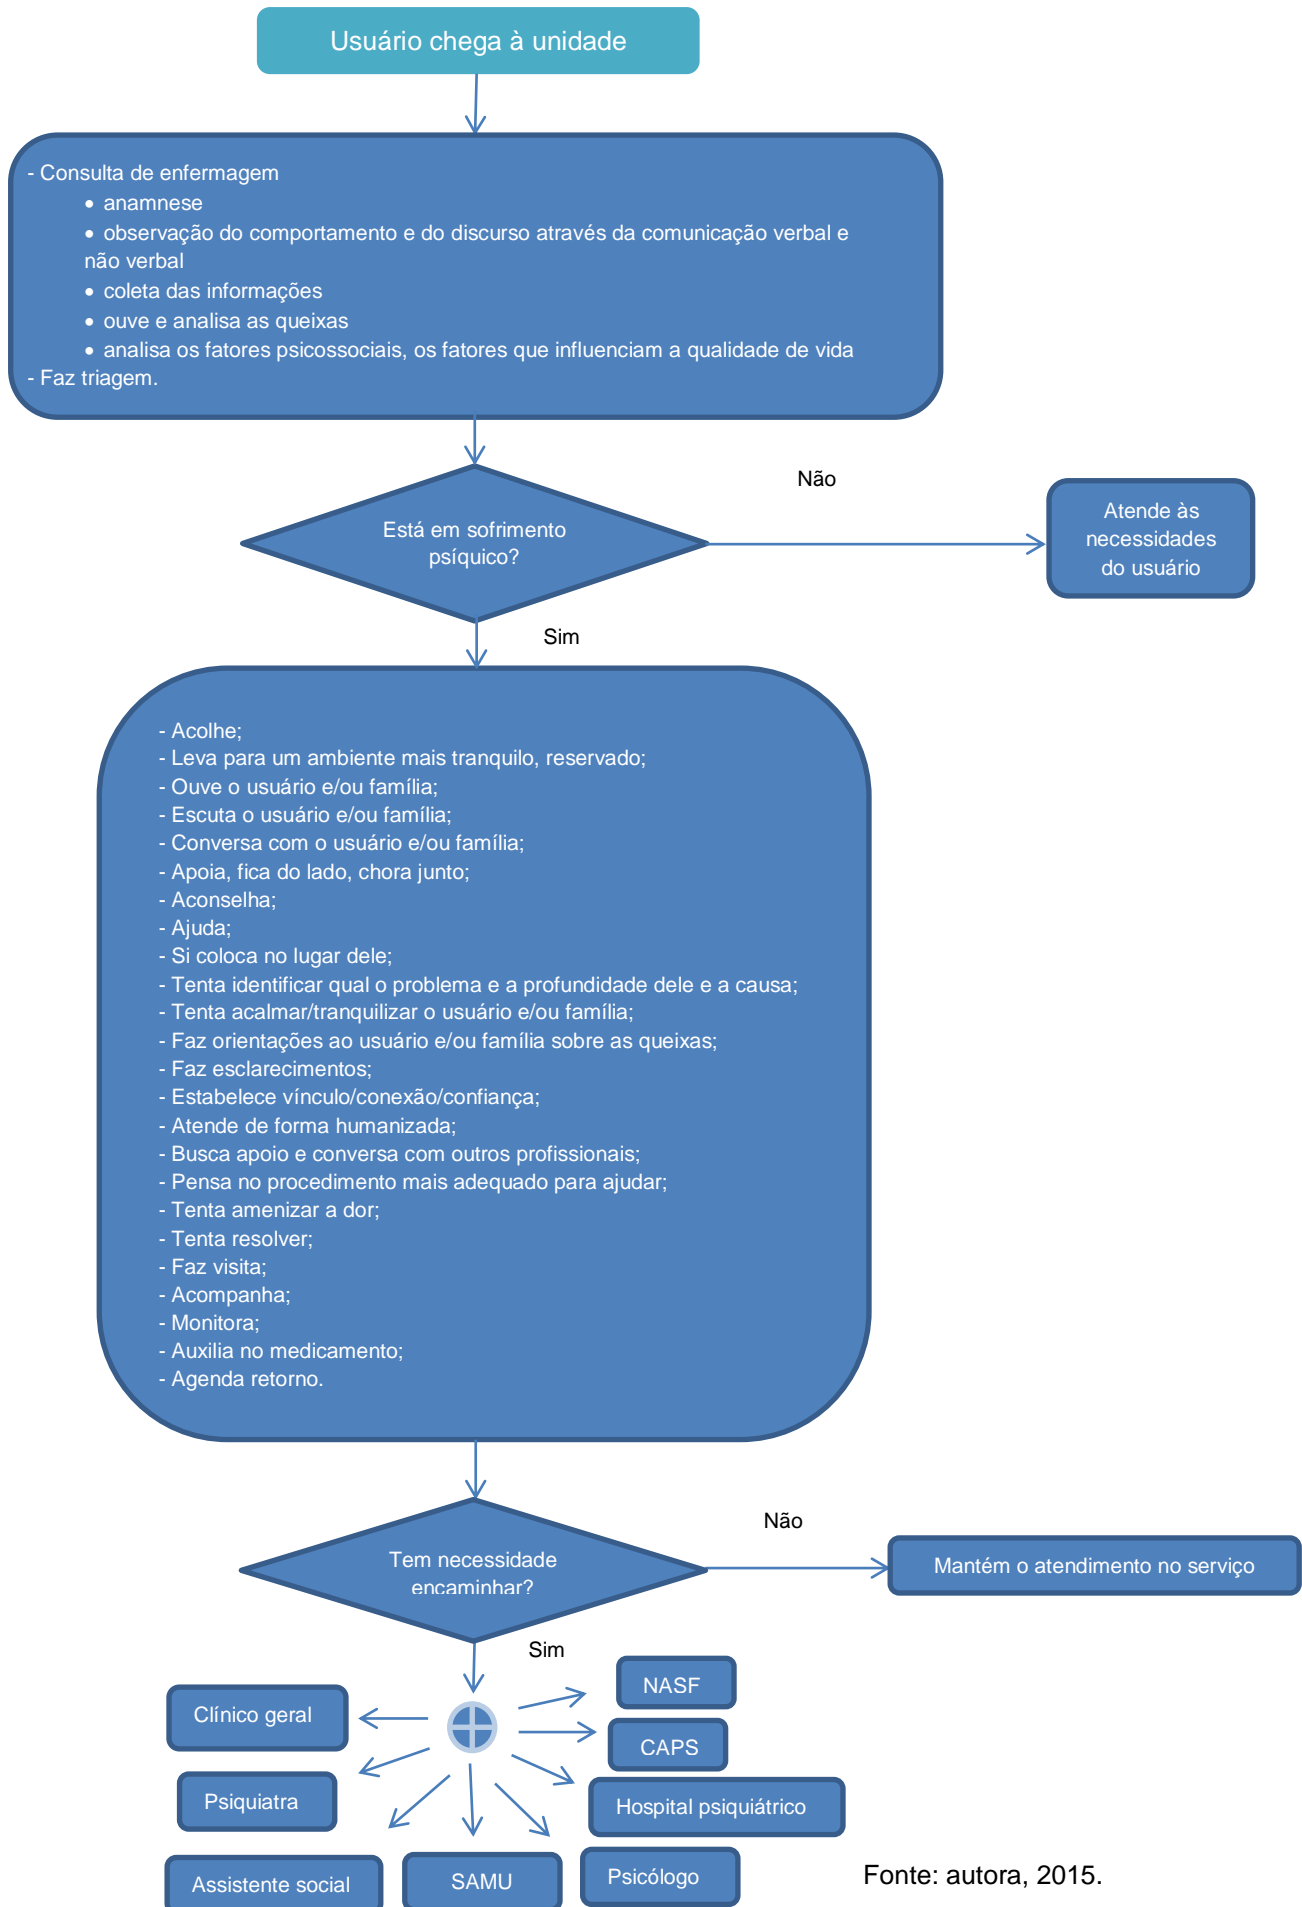 Usuário chega à unidade
- Consulta de enfermagem
• anamnese
• observação do comportamento e do discurso através da comunicação verbal e
não verbal
• coleta das informações
• ouve e analisa as queixas
• analisa os fatores psicossociais, os fatores que influenciam a qualidade de vida
- Faz triagem.
Não
Está em sofrimento
psíquico?
Atende às
necessidades
do usuário
Sim
- Acolhe;
- Leva para um ambiente mais tranquilo, reservado;
- Ouve o usuário e/ou família;
- Escuta o usuário e/ou família;
- Conversa com o usuário e/ou família;
- Apoia, fica do lado, chora junto;
- Aconselha;
- Ajuda;
- Si coloca no lugar dele;
- Tenta identificar qual o problema e a profundidade dele e a causa;
- Tenta acalmar/tranquilizar o usuário e/ou família;
- Faz orientações ao usuário e/ou família sobre as queixas;
- Faz esclarecimentos;
- Estabelece vínculo/conexão/confiança;
- Atende de forma humanizada;
- Busca apoio e conversa com outros profissionais;
- Pensa no procedimento mais adequado para ajudar;
- Tenta amenizar a dor;
- Tenta resolver;
- Faz visita;
- Acompanha;
- Monitora;
- Auxilia no medicamento;
- Agenda retorno.
Não
Tem necessidade
encaminhar?
Mantém o atendimento no serviço
Sim
NASF
Clínico geral
CAPS
Psiquiatra
Hospital psiquiátrico
Assistente social
SAMU
Psicólogo
Fonte: autora, 2015.